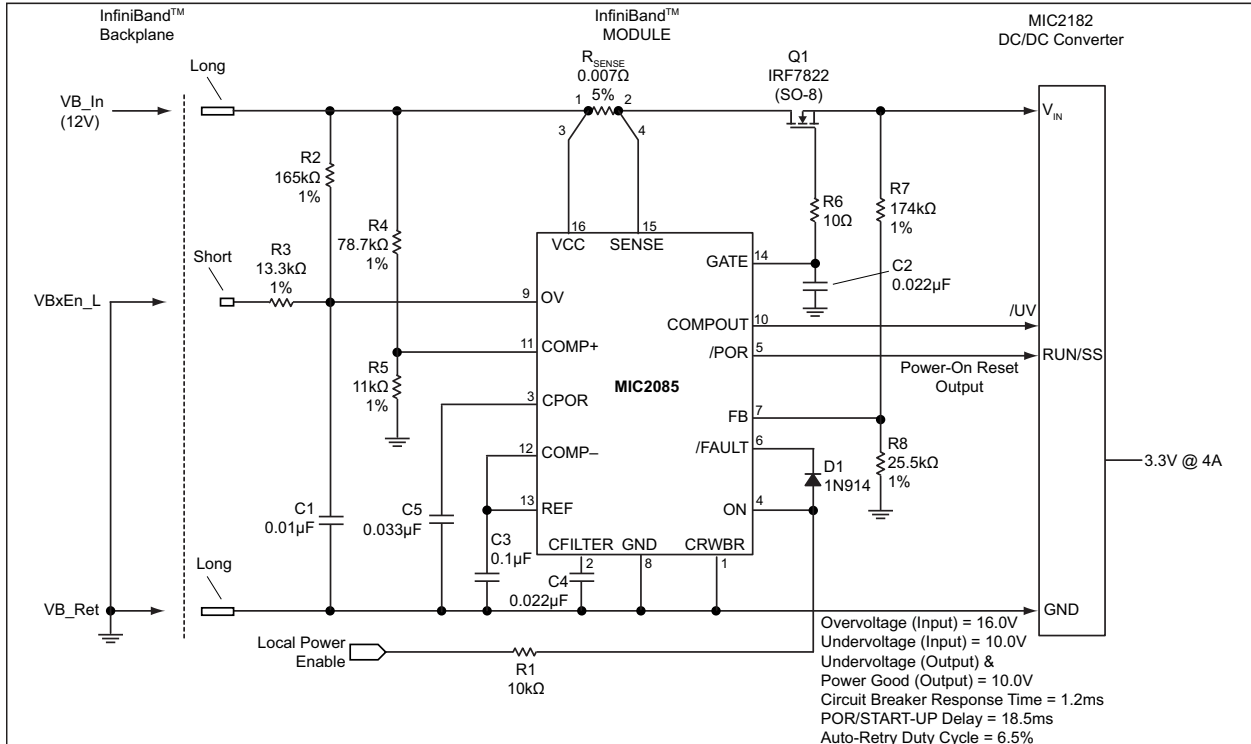 InfiniBand™
Backplane
InfiniBand™
MODULE
MIC2182
DC/DC Converter
Long
R_SENSE
0.007Ω
5%
Q1
IRF7822
(SO-8)
VB_In
(12V)
1
2
V_IN
3
4
R2
165kΩ
1%
R4
78.7kΩ
1%
R6
10Ω
R7
174kΩ
1%
16
15
VCC
SENSE
Short
R3
13.3kΩ
1%
GATE
14
C2
0.022µF
VBxEn_L
9
OV
COMPOUT
10
/UV
11
COMP+
/POR
5
RUN/SS
Power-On Reset
Output
R5
11kΩ
1%
MIC2085
3
CPOR
FB
7
12
COMP–
/FAULT
6
R8
25.5kΩ
1%
D1
1N914
3.3V @ 4A
13
REF
ON
4
C1
0.01µF
C5
0.033µF
C3
0.1µF
CFILTER
GND
CRWBR
2
8
1
C4
0.022µF
Long
VB_Ret
GND
Local Power
Enable
R1
10kΩ
Overvoltage (Input) = 16.0V
Undervoltage (Input) = 10.0V
Undervoltage (Output) &
Power Good (Output) = 10.0V
Circuit Breaker Response Time = 1.2ms
POR/START-UP Delay = 18.5ms
Auto-Retry Duty Cycle = 6.5%